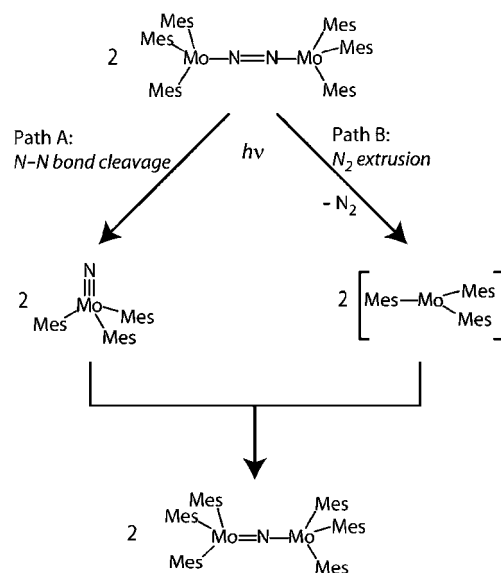 Mes Mes
Mes Mes
2 Mo—N=N—Mo
Mes Mes
Path A:
N–N bond cleavage
hν
Path B:
N2 extrusion
- N2
N
2 Mo
Mes Mes
Mes
2 Mes—Mo Mes
Mes
Mes Mes
Mes Mes
2 Mo=N—Mo
Mes Mes